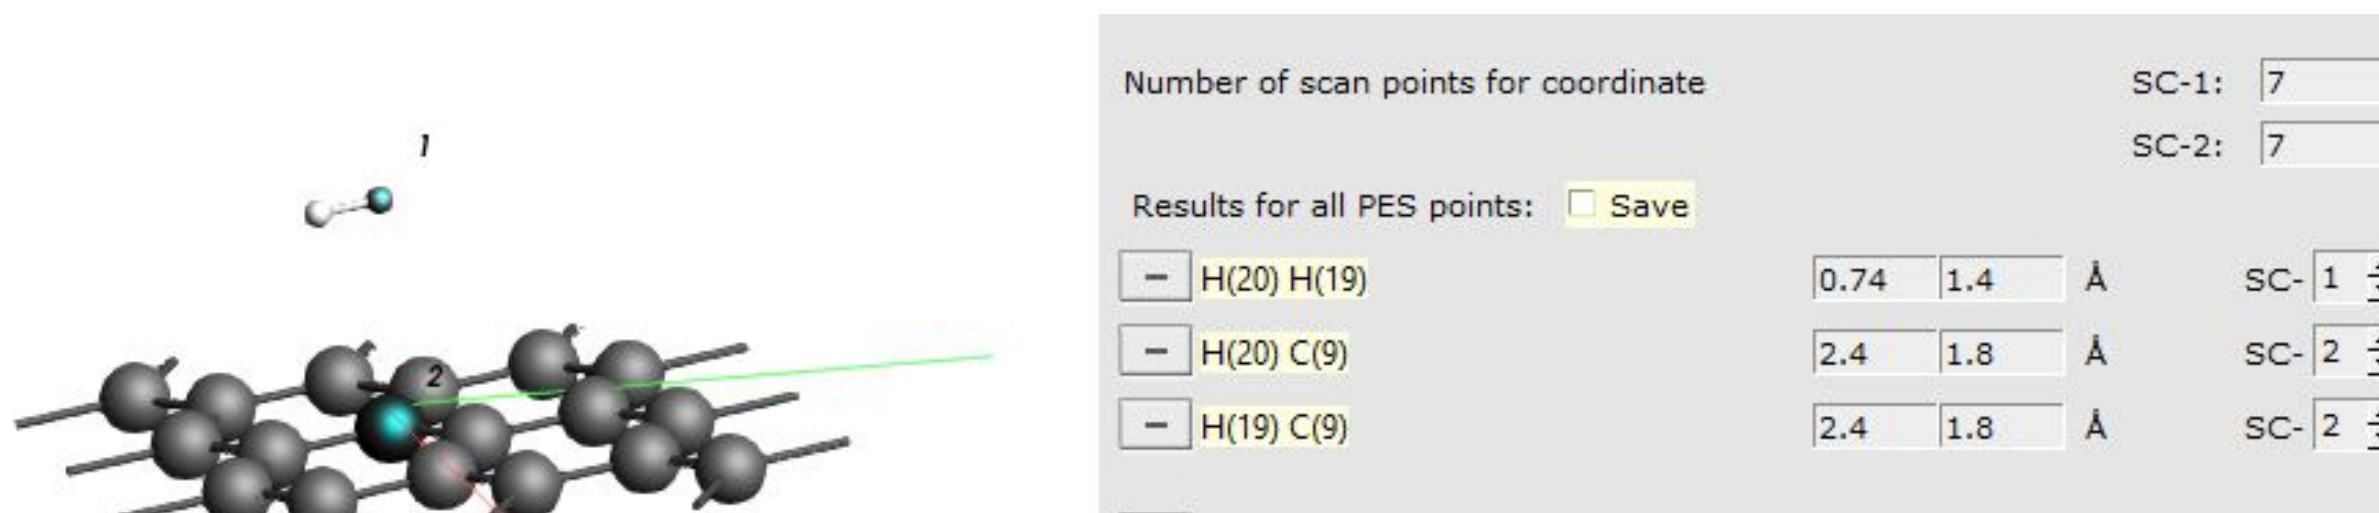 1
2
Number of scan points for coordinate SC-1: 7
SC-2: 7
Results for all PES points: Save
− H(20) H(19) 0.74 1.4 Å SC- 1
− H(20) C(9) 2.4 1.8 Å SC- 2
− H(19) C(9) 2.4 1.8 Å SC- 2